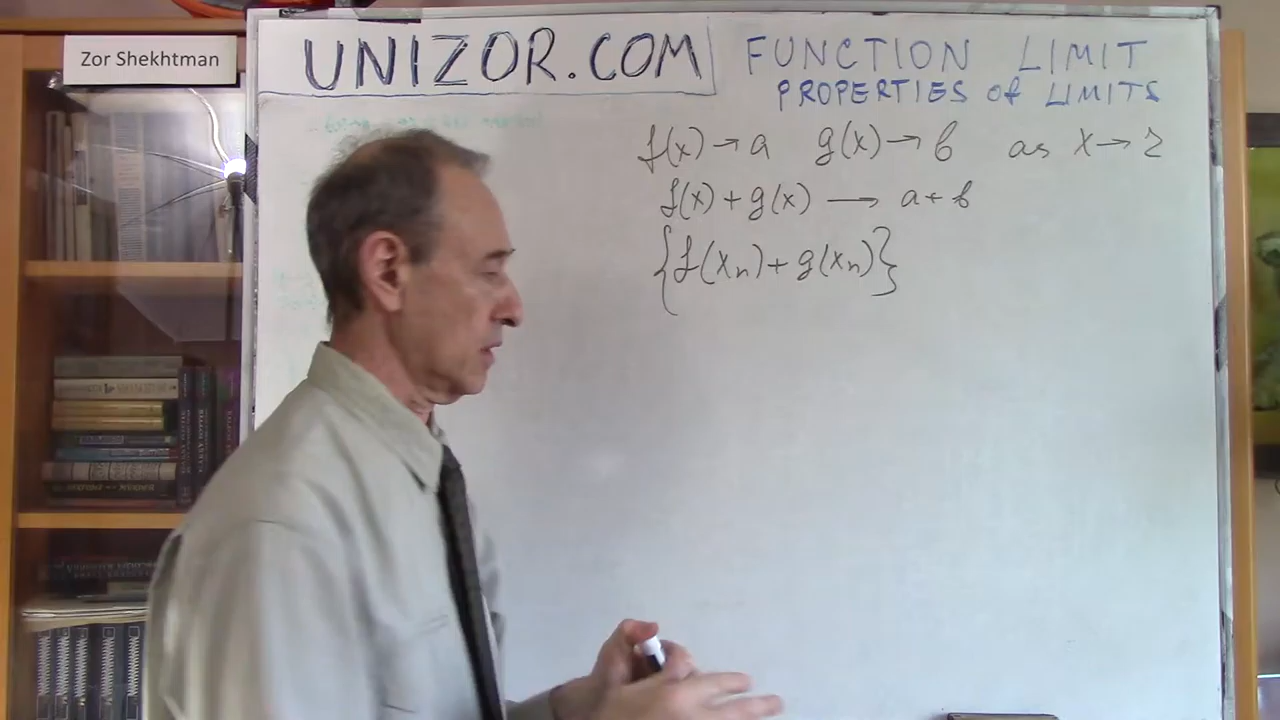 Zor Shekhtman
UNIZOR.COM
FUNCTION LIMIT
PROPERTIES of LIMITS
f(x)→a g(x)→b as x→r
f(x)+g(x) → a+b
{f(xn)+g(xn)}